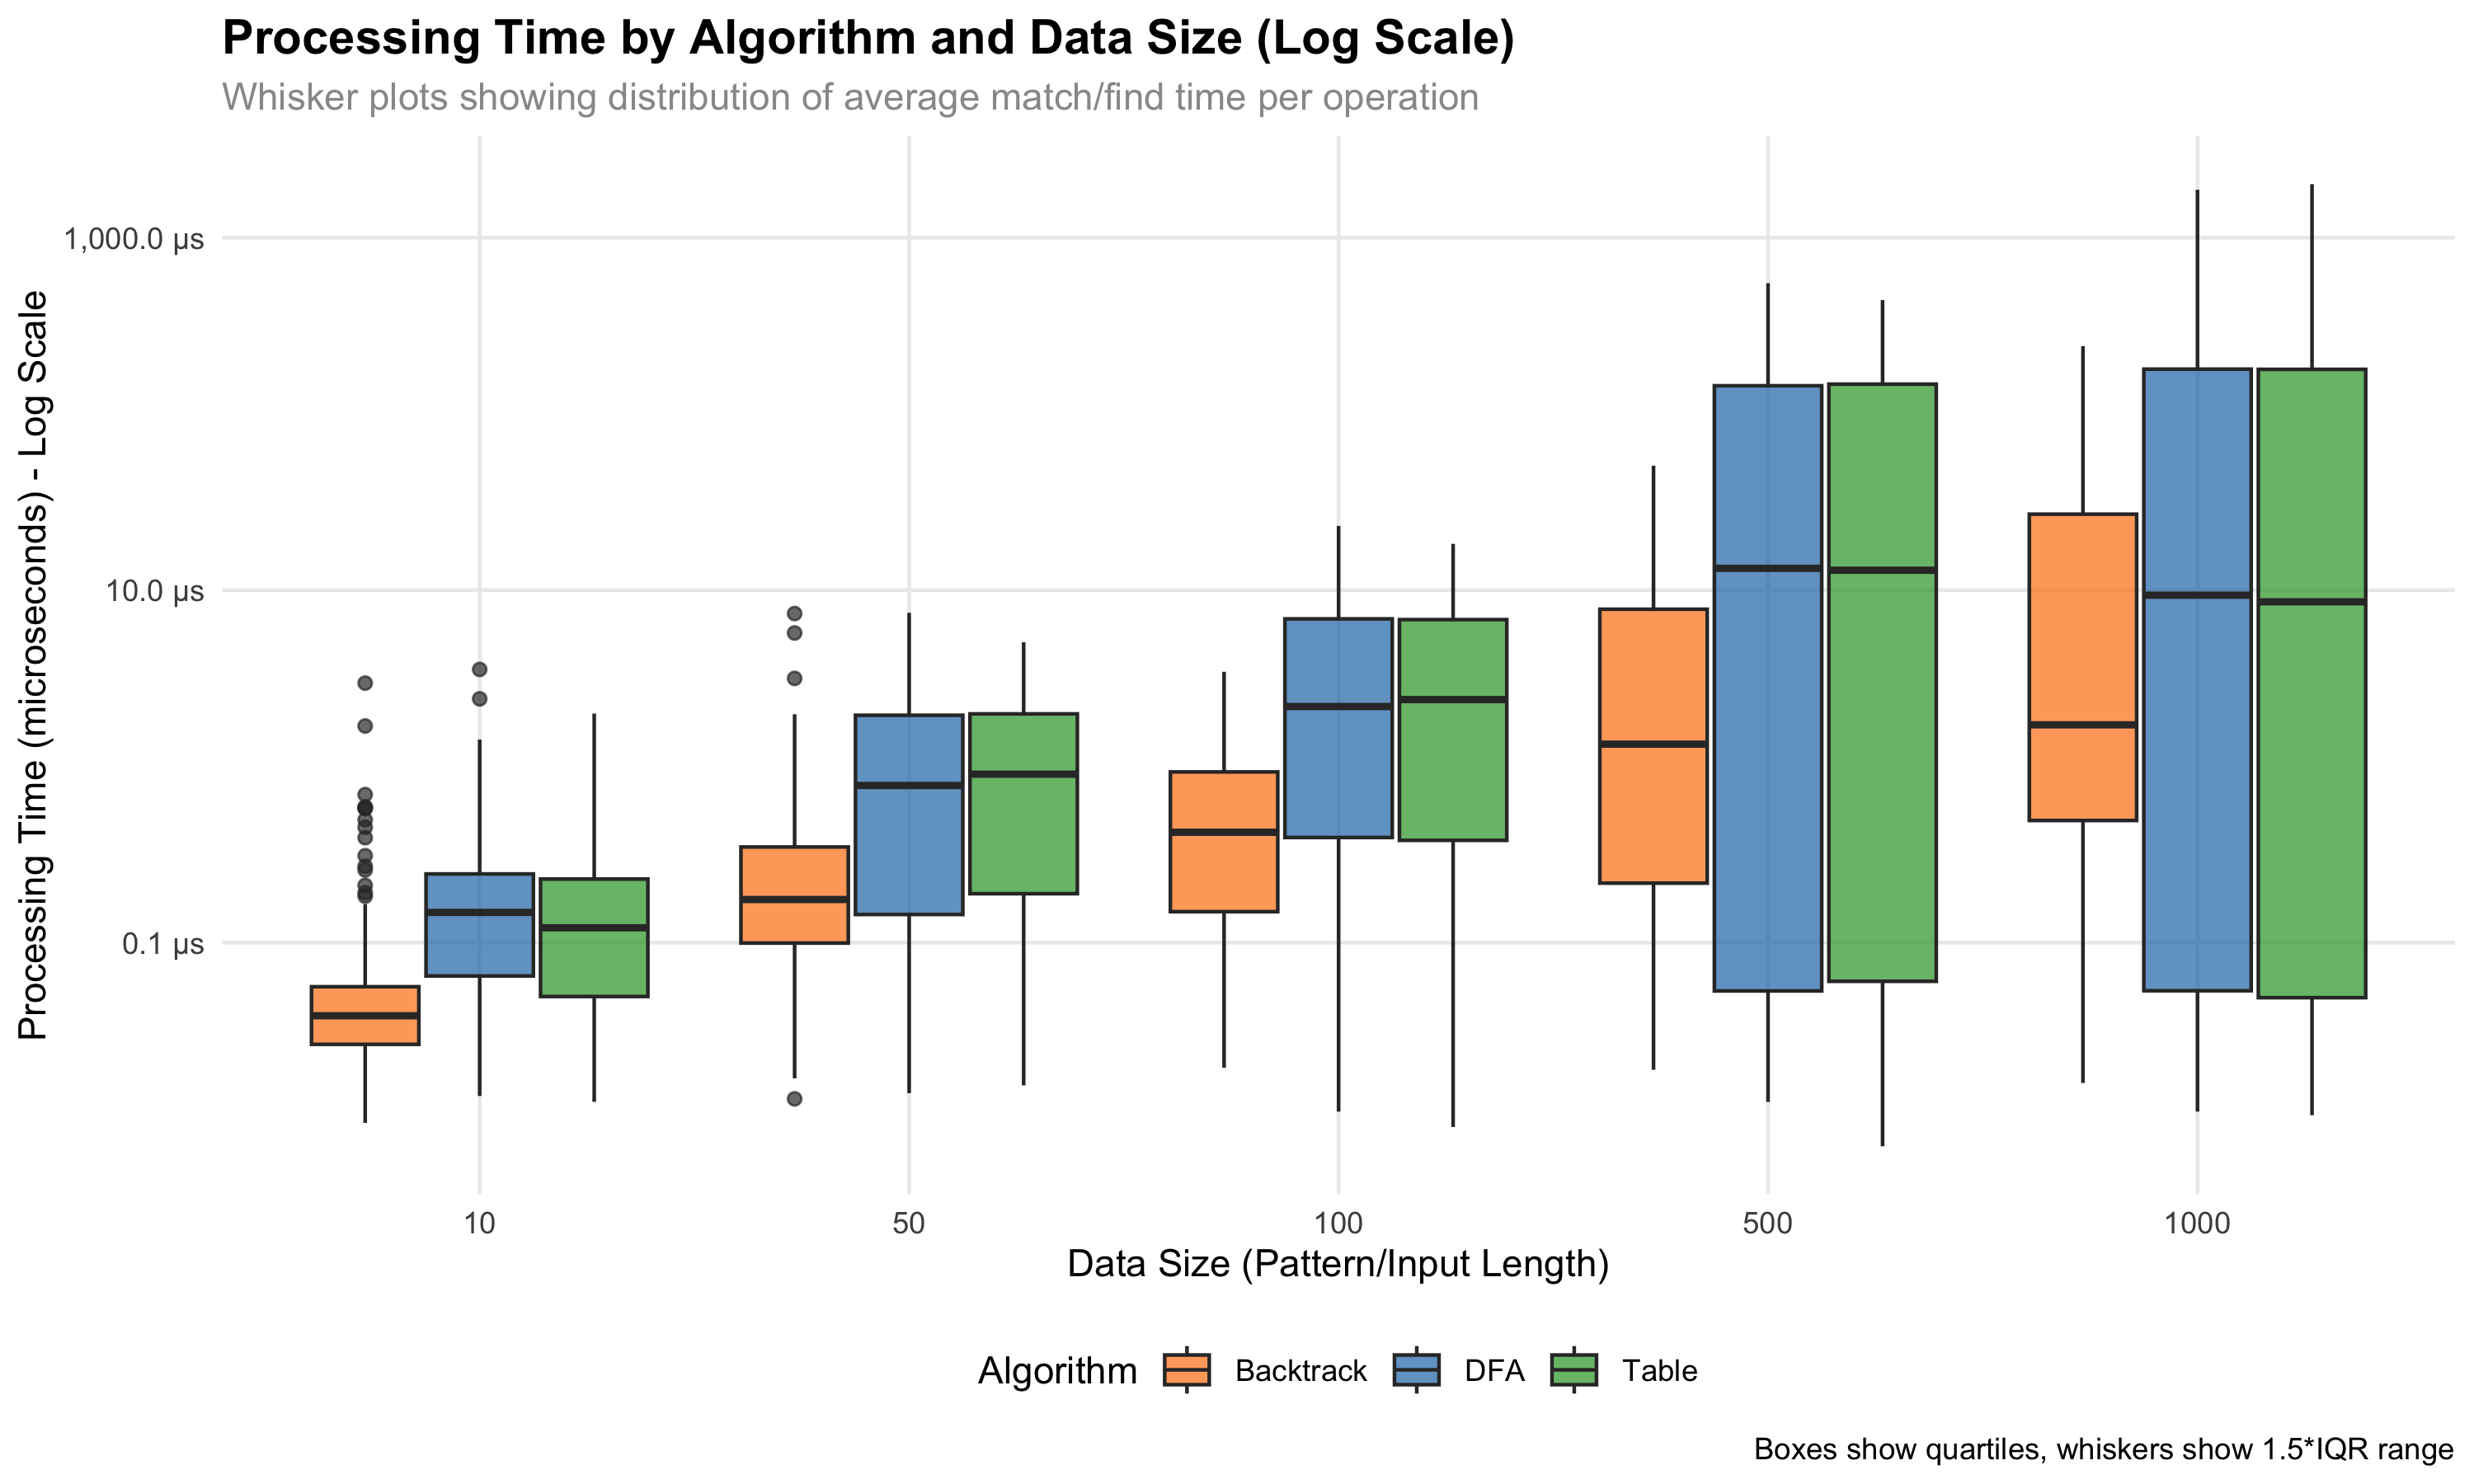 Processing Time by Algorithm and Data Size (Log Scale)
Whisker plots showing distribution of average match/find time per operation
Processing Time (microseconds) - Log Scale
1,000.0 µs
10.0 µs
0.1 µs
10 50 100 500 1000
Data Size (Pattern/Input Length)
Algorithm Backtrack DFA Table
Boxes show quartiles, whiskers show 1.5*IQR range